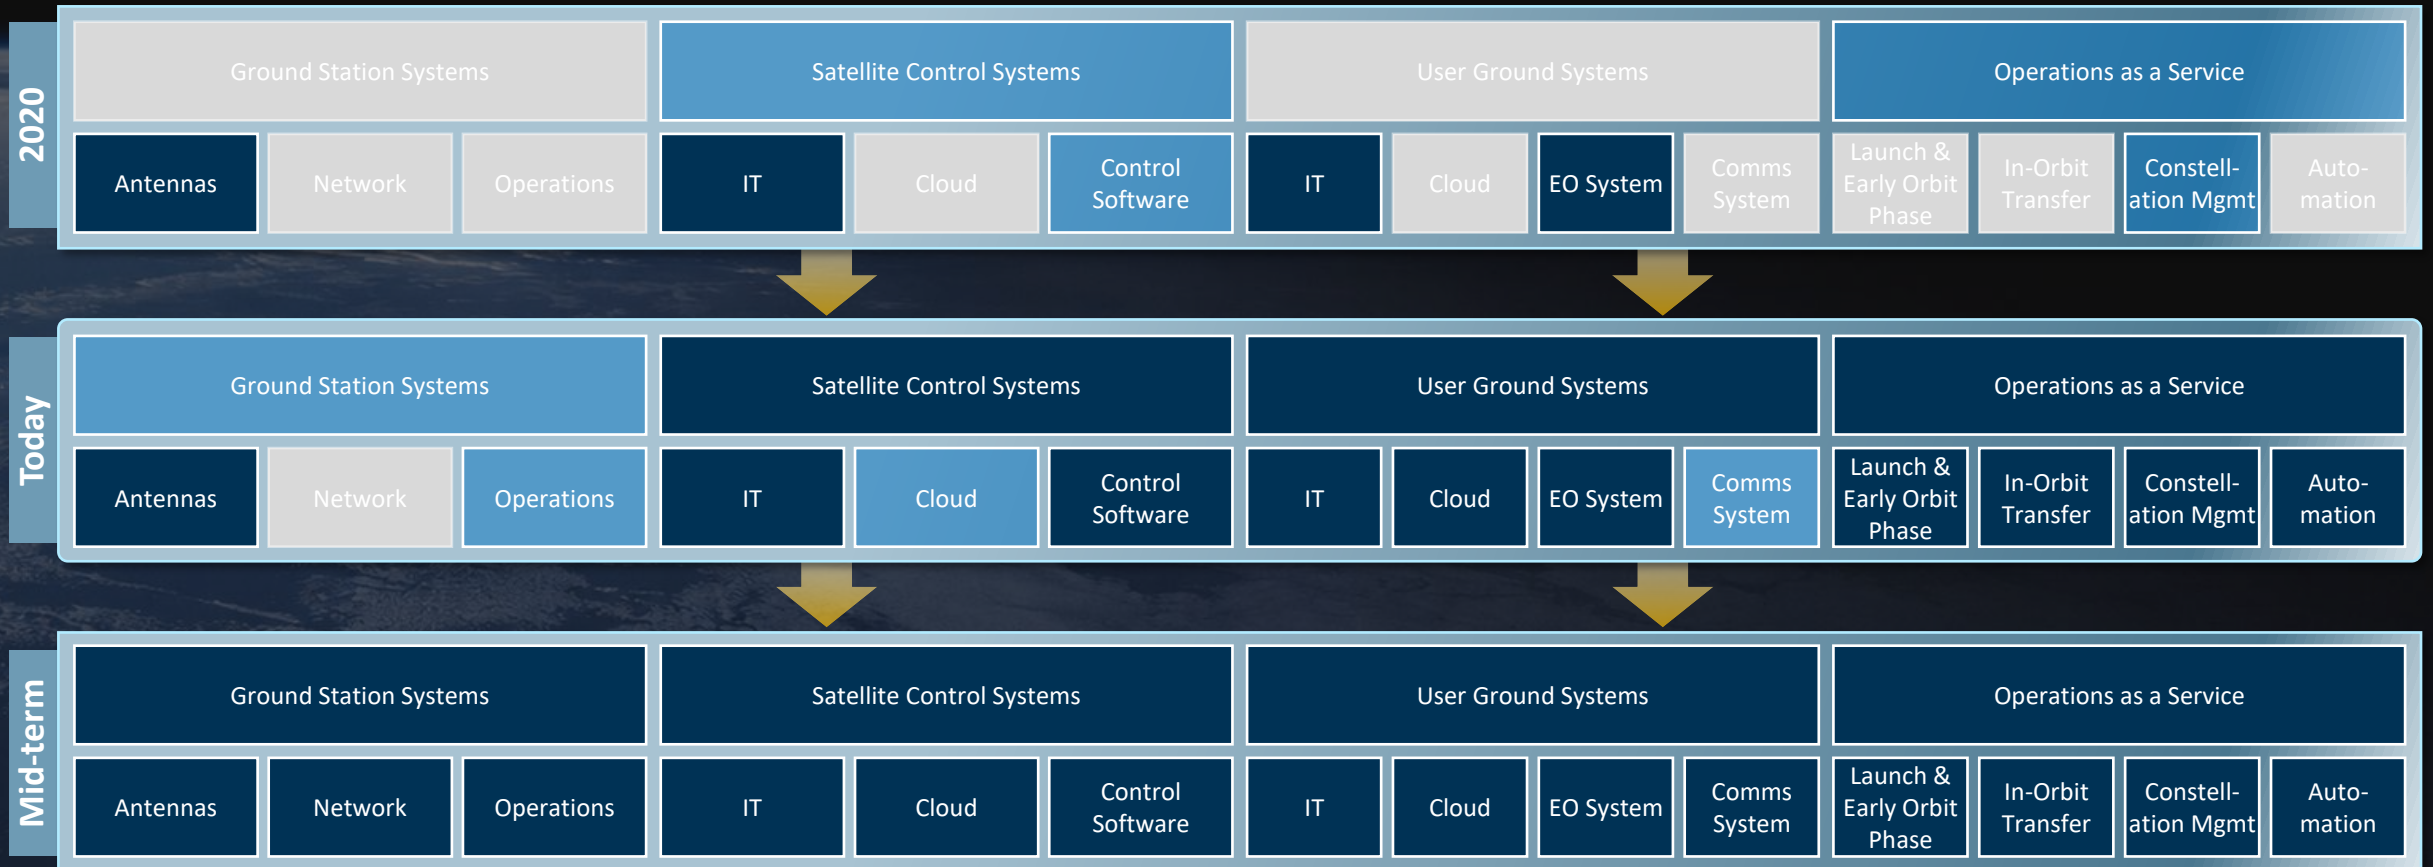 2020
Ground Station Systems
Satellite Control Systems
User Ground Systems
Operations as a Service
Antennas
Network
Operations
IT
Cloud
Control
Software
IT
Cloud
EO System
Comms
System
Launch &
Early Orbit
Phase
In-Orbit
Transfer
Constell-
ation Mgmt
Auto-
mation
Today
Ground Station Systems
Satellite Control Systems
User Ground Systems
Operations as a Service
Antennas
Network
Operations
IT
Cloud
Control
Software
IT
Cloud
EO System
Comms
System
Launch &
Early Orbit
Phase
In-Orbit
Transfer
Constell-
ation Mgmt
Auto-
mation
Mid-term
Ground Station Systems
Satellite Control Systems
User Ground Systems
Operations as a Service
Antennas
Network
Operations
IT
Cloud
Control
Software
IT
Cloud
EO System
Comms
System
Launch &
Early Orbit
Phase
In-Orbit
Transfer
Constell-
ation Mgmt
Auto-
mation